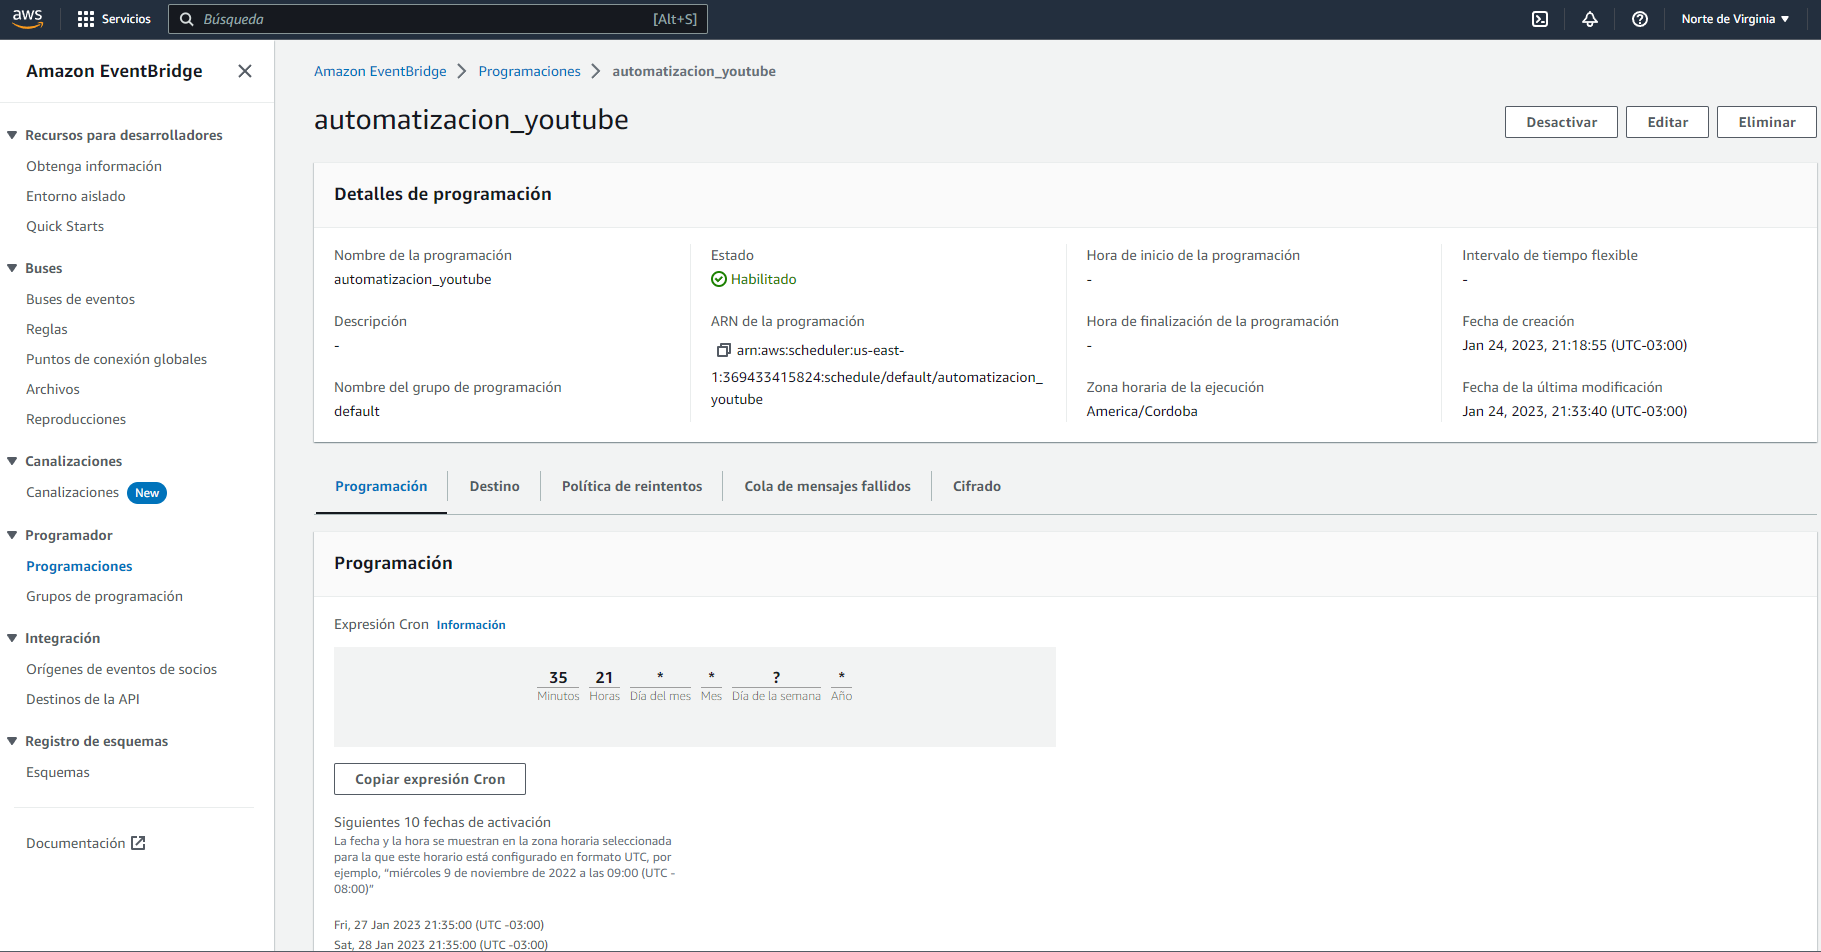 aws
Servicios
Búsqueda
[Alt+S]
Norte de Virginia
Amazon EventBridge
Recursos para desarrolladores
Obtenga información
Entorno aislado
Quick Starts
Buses
Buses de eventos
Reglas
Puntos de conexión globales
Archivos
Reproducciones
Canalizaciones
Canalizaciones New
Programador
Programaciones
Grupos de programación
Integración
Orígenes de eventos de socios
Destinos de la API
Registro de esquemas
Esquemas
Documentación
Amazon EventBridge > Programaciones > automatizacion_youtube
automatizacion_youtube
Desactivar
Editar
Eliminar
Detalles de programación
Nombre de la programación
automatizacion_youtube
Descripción
-
Nombre del grupo de programación
default
Estado
Habilitado
ARN de la programación
arn:aws:scheduler:us-east-
1:369433415824:schedule/default/automatizacion_
youtube
Hora de inicio de la programación
-
Hora de finalización de la programación
-
Zona horaria de la ejecución
America/Cordoba
Intervalo de tiempo flexible
-
Fecha de creación
Jan 24, 2023, 21:18:55 (UTC-03:00)
Fecha de la última modificación
Jan 24, 2023, 21:33:40 (UTC-03:00)
Programación
Destino
Política de reintentos
Cola de mensajes fallidos
Cifrado
Programación
Expresión Cron Información
35 21 * * ? *
Minutos Horas Día del mes Mes Día de la semana Año
Copiar expresión Cron
Siguientes 10 fechas de activación
La fecha y la hora se muestran en la zona horaria seleccionada
para la que este horario está configurado en formato UTC, por
ejemplo, “miércoles 9 de noviembre de 2022 a las 09:00 (UTC -
08:00)”
Fri, 27 Jan 2023 21:35:00 (UTC -03:00)
Sat, 28 Jan 2023 21:35:00 (UTC -03:00)